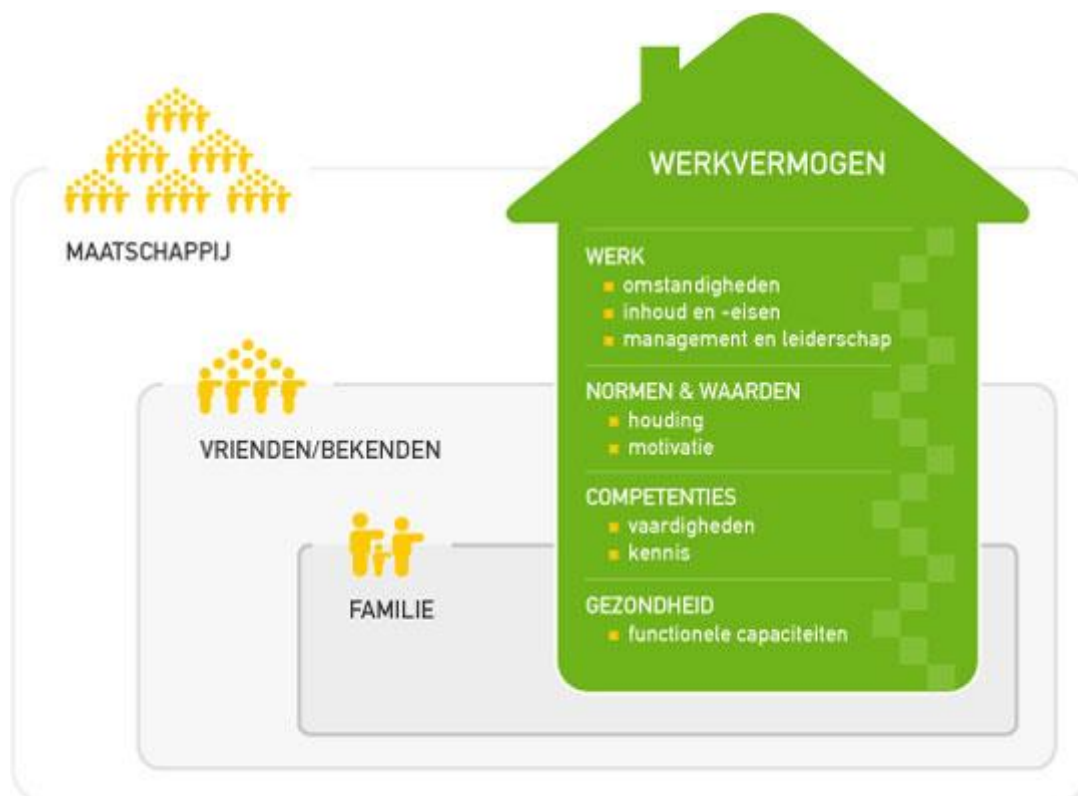 MAATSCHAPPIJ
VRIENDEN/BEKENDEN
FAMILIE
WERKVERMOGEN
WERK
omstandigheden
inhoud en -eisen
management en leiderschap
NORMEN & WAARDEN
houding
motivatie
COMPETENTIES
vaardigheden
kennis
GEZONDHEID
functionele capaciteiten